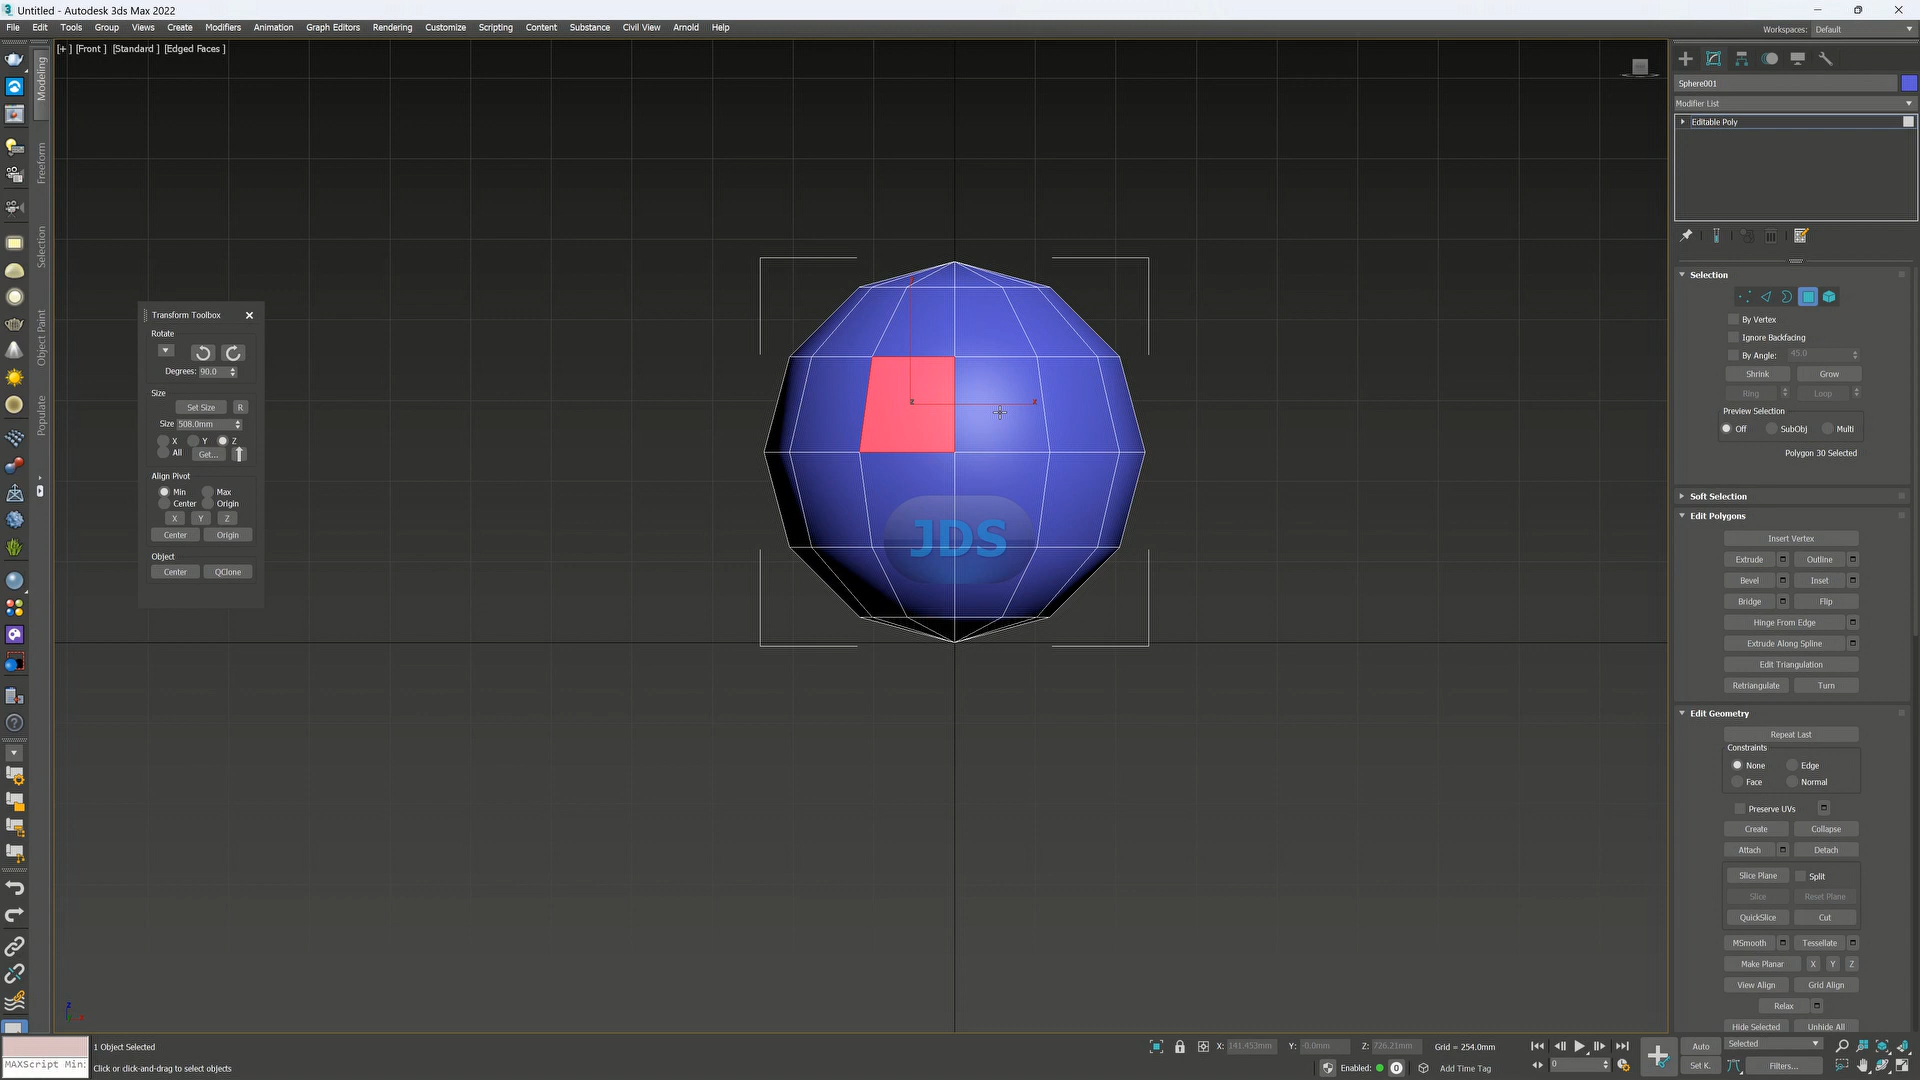 Untitled - Autodesk 3ds Max 2022
File Edit Tools Group Views Create Modifiers Animation Graph Editors Rendering Customize Scripting Content Substance Civil View Arnold Help
Workspaces: Default
[+] [Front] [Standard] [Edged Faces]
Modeling
Freeform
Selection
Object Paint
Populate
Transform Toolbox
Rotate
Degrees: 90.0
Size
Set Size R
Size 508.0mm
X Y Z
All Get...
Align Pivot
Min Max
Center Origin
X Y Z
Center Origin
Object
Center QClone
JDS
Sphere001
Modifier List
Editable Poly
Selection
By Vertex
Ignore Backfacing
By Angle: 45.0
Shrink Grow
Ring Loop
Preview Selection
Off SubObj Multi
Polygon 30 Selected
Soft Selection
Edit Polygons
Insert Vertex
Extrude Outline
Bevel Inset
Bridge Flip
Hinge From Edge
Extrude Along Spline
Edit Triangulation
Retriangulate Turn
Edit Geometry
Repeat Last
Constraints
None Edge
Face Normal
Preserve UVs
Create Collapse
Attach Detach
Slice Plane Split
Slice Reset Plane
QuickSlice Cut
MSmooth Tessellate
Make Planar X Y Z
View Align Grid Align
Relax
Hide Selected Unhide All
1 Object Selected
MAXScript Min:
Click or click-and-drag to select objects
X: 141.453mm Y: -0.0mm Z: 726.21mm Grid = 254.0mm
Enabled: 0 Add Time Tag
0
Auto Selected
Set K. Filters...